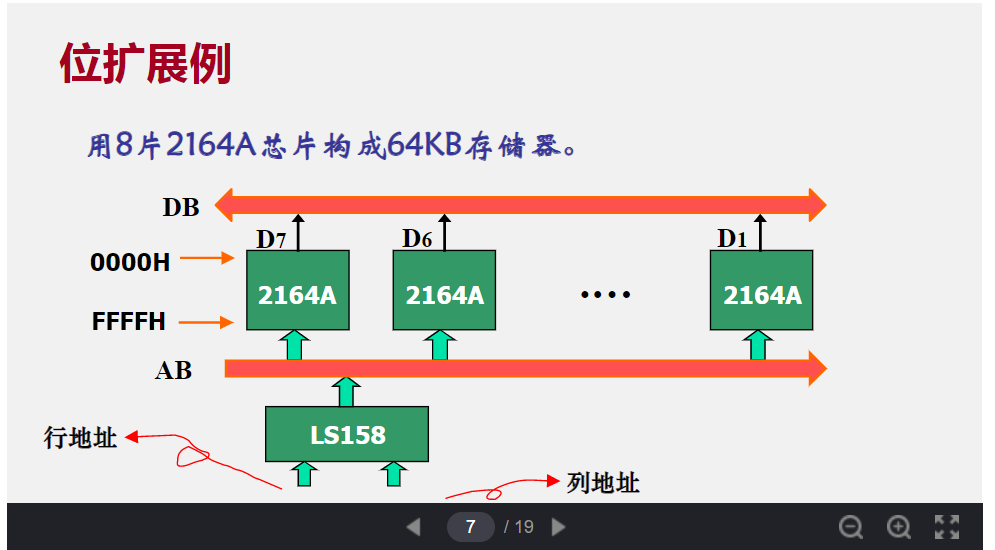 位扩展例
用8片2164A芯片构成64KB存储器。
DB
D7 D6 D1
0000H
2164A 2164A •••• 2164A
FFFFH
AB
LS158
行地址
列地址
7 / 19